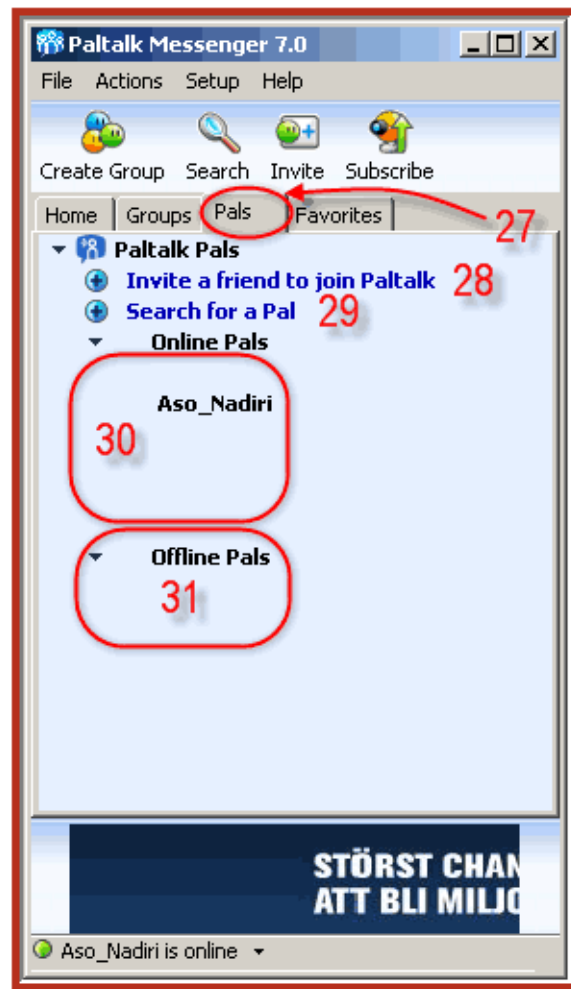 Paltalk Messenger 7.0
File Actions Setup Help
Create Group Search Invite Subscribe
Home Groups Pals Favorites
27
Paltalk Pals
Invite a friend to join Paltalk 28
Search for a Pal 29
Online Pals
Aso_Nadiri
30
Offline Pals
31
STÖRST CHAN
ATT BLI MILJO
Aso_Nadiri is online